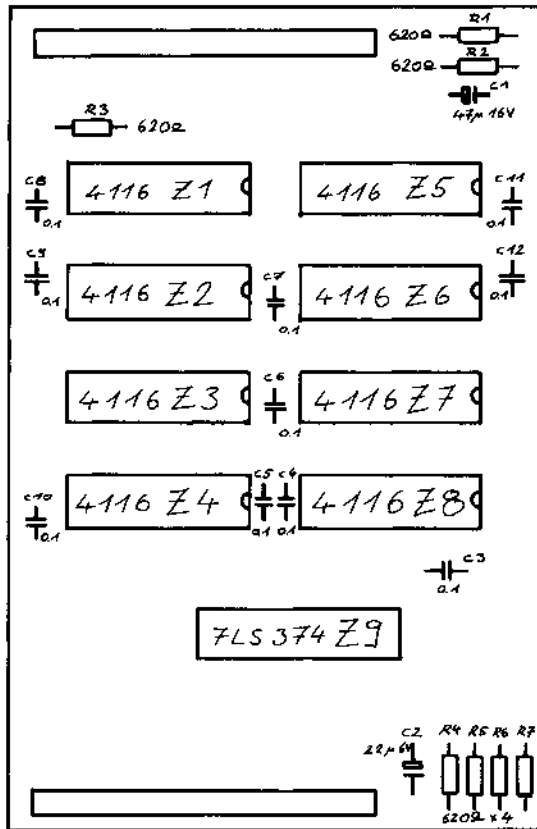 R1
620Ω
R2
620Ω
C1
47µ 16V
R3
620Ω
C8
0.1
4116 Z1
4116 Z5
C11
0.1
C9
0.1
4116 Z2
C7
0.1
4116 Z6
C12
0.1
4116 Z3
C6
0.1
4116 Z7
C10
0.1
4116 Z4
C5
0.1
C4
0.1
4116 Z8
C3
0.1
7LS374 Z9
C2
22µ 6V
R4 R5 R6 R7
620Ω x 4